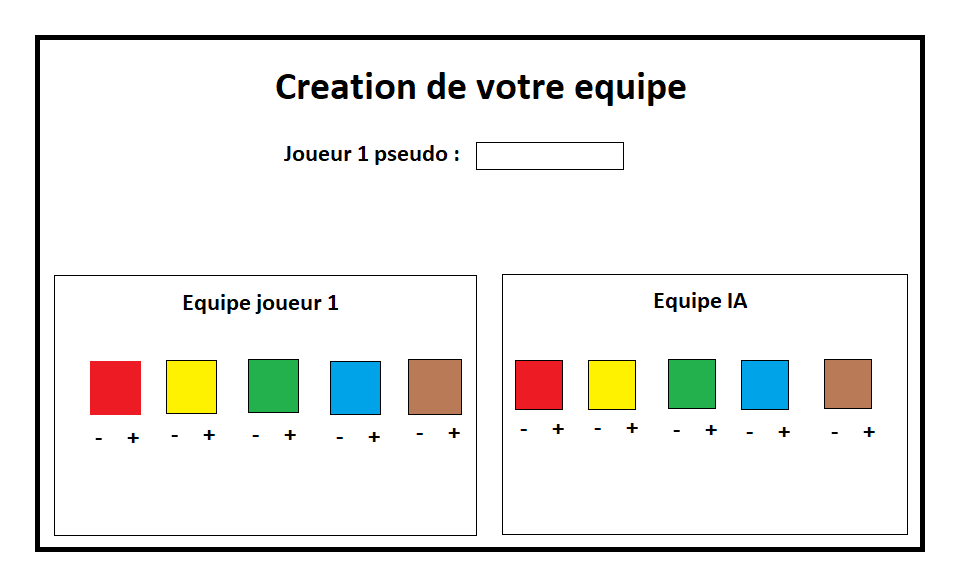 Creation de votre equipe
Joueur 1 pseudo :
Equipe joueur 1
- + - + - + - + - +
Equipe IA
- + - + - + - + - +